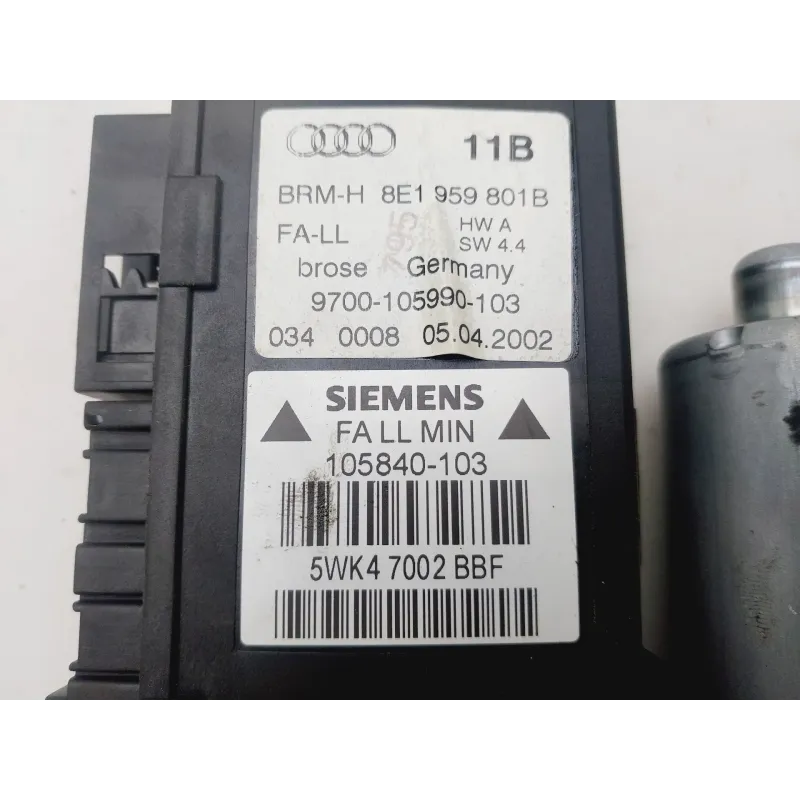 11B
BRM-H 8E1 959 801B
FA-LL HW A
SW 4.4
brose Germany
9700-105990-103
034 0008 05.04.2002
SIEMENS
FA LL MIN
105840-103
5WK4 7002 BBF